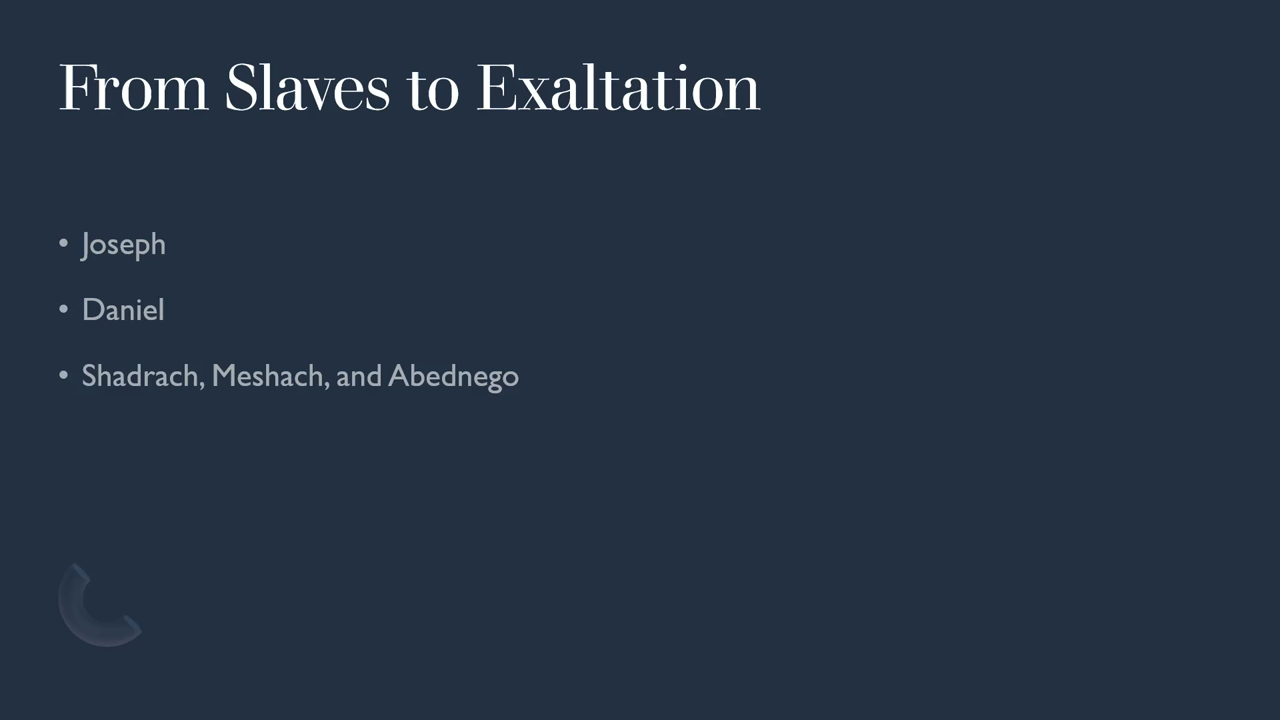 From Slaves to Exaltation
• Joseph
• Daniel
• Shadrach, Meshach, and Abednego